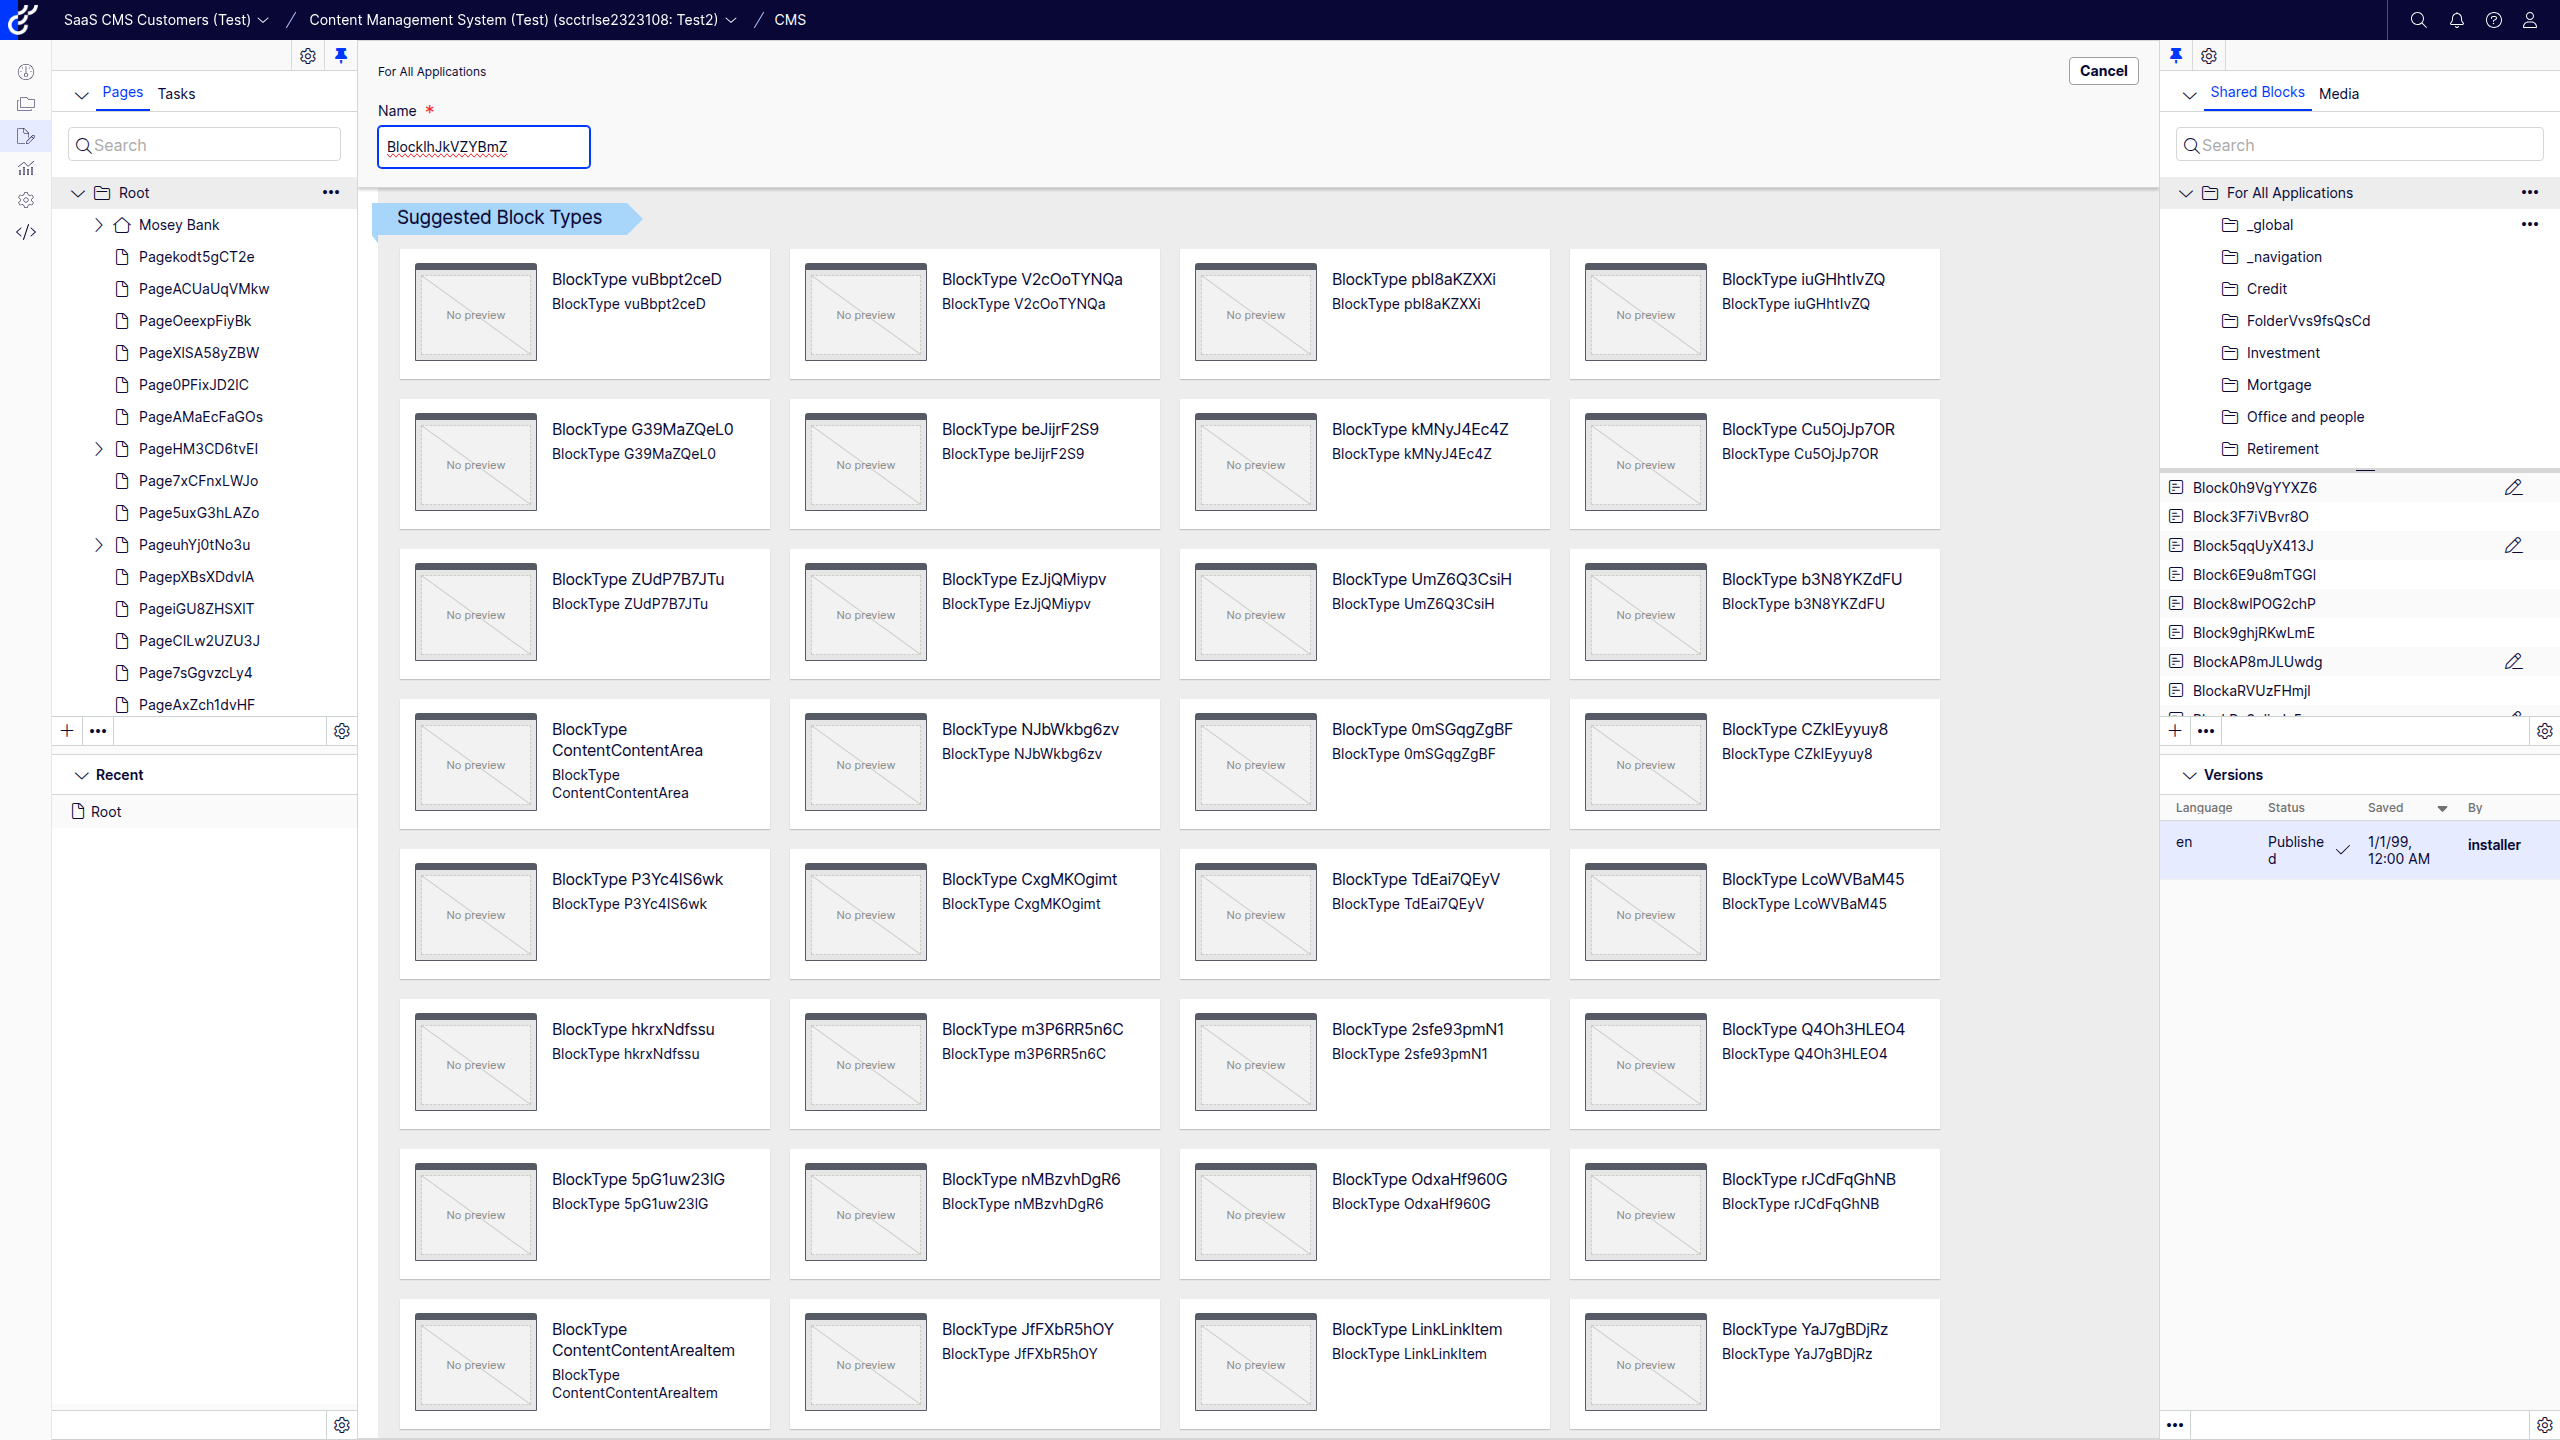 SaaS CMS Customers (Test) / Content Management System (Test) (scctrlse2323108: Test2) / CMS
Pages Tasks
Search
Root
Mosey Bank
Pagekodt5gCT2e
PageACUaUqVMkw
PageOeexpFiyBk
PageXISA58yZBW
Page0PFixJD2IC
PageAMaEcFaGOs
PageHM3CD6tvEI
Page7xCFnxLWJo
Page5uxG3hLAZo
PageuhYj0tNo3u
PagepXBsXDdvIA
PageiGU8ZHSXIT
PageCILw2UZU3J
Page7sGgvzcLy4
PageAxZch1dvHF
Recent
Root
For All Applications
Cancel
Name *
BlockIhJkVZYBmZ
Suggested Block Types
No preview
BlockType vuBbpt2ceD
BlockType vuBbpt2ceD
No preview
BlockType V2cOoTYNQa
BlockType V2cOoTYNQa
No preview
BlockType pbI8aKZXXi
BlockType pbI8aKZXXi
No preview
BlockType iuGHhtIvZQ
BlockType iuGHhtIvZQ
No preview
BlockType G39MaZQeL0
BlockType G39MaZQeL0
No preview
BlockType beJijrF2S9
BlockType beJijrF2S9
No preview
BlockType kMNyJ4Ec4Z
BlockType kMNyJ4Ec4Z
No preview
BlockType Cu5OjJp7OR
BlockType Cu5OjJp7OR
No preview
BlockType ZUdP7B7JTu
BlockType ZUdP7B7JTu
No preview
BlockType EzJjQMiypv
BlockType EzJjQMiypv
No preview
BlockType UmZ6Q3CsiH
BlockType UmZ6Q3CsiH
No preview
BlockType b3N8YKZdFU
BlockType b3N8YKZdFU
No preview
BlockType
ContentContentArea
BlockType
ContentContentArea
No preview
BlockType NJbWkbg6zv
BlockType NJbWkbg6zv
No preview
BlockType 0mSGqgZgBF
BlockType 0mSGqgZgBF
No preview
BlockType CZkIEyyuy8
BlockType CZkIEyyuy8
No preview
BlockType P3Yc4IS6wk
BlockType P3Yc4IS6wk
No preview
BlockType CxgMKOgimt
BlockType CxgMKOgimt
No preview
BlockType TdEai7QEyV
BlockType TdEai7QEyV
No preview
BlockType LcoWVBaM45
BlockType LcoWVBaM45
No preview
BlockType hkrxNdfssu
BlockType hkrxNdfssu
No preview
BlockType m3P6RR5n6C
BlockType m3P6RR5n6C
No preview
BlockType 2sfe93pmN1
BlockType 2sfe93pmN1
No preview
BlockType Q4Oh3HLEO4
BlockType Q4Oh3HLEO4
No preview
BlockType 5pG1uw23IG
BlockType 5pG1uw23IG
No preview
BlockType nMBzvhDgR6
BlockType nMBzvhDgR6
No preview
BlockType OdxaHf960G
BlockType OdxaHf960G
No preview
BlockType rJCdFqGhNB
BlockType rJCdFqGhNB
No preview
BlockType
ContentContentAreaItem
BlockType
ContentContentAreaItem
No preview
BlockType JfFXbR5hOY
BlockType JfFXbR5hOY
No preview
BlockType LinkLinkItem
BlockType LinkLinkItem
No preview
BlockType YaJ7gBDjRz
BlockType YaJ7gBDjRz
Shared Blocks Media
Search
For All Applications
_global
_navigation
Credit
FolderVvs9fsQsCd
Investment
Mortgage
Office and people
Retirement
Block0h9VgYYXZ6
Block3F7iVBvr8O
Block5qqUyX413J
Block6E9u8mTGGI
Block8wIPOG2chP
Block9ghjRKwLmE
BlockAP8mJLUwdg
BlockaRVUzFHmjI
Versions
Language Status Saved By
en Publishe 1/1/99, installer
d 12:00 AM